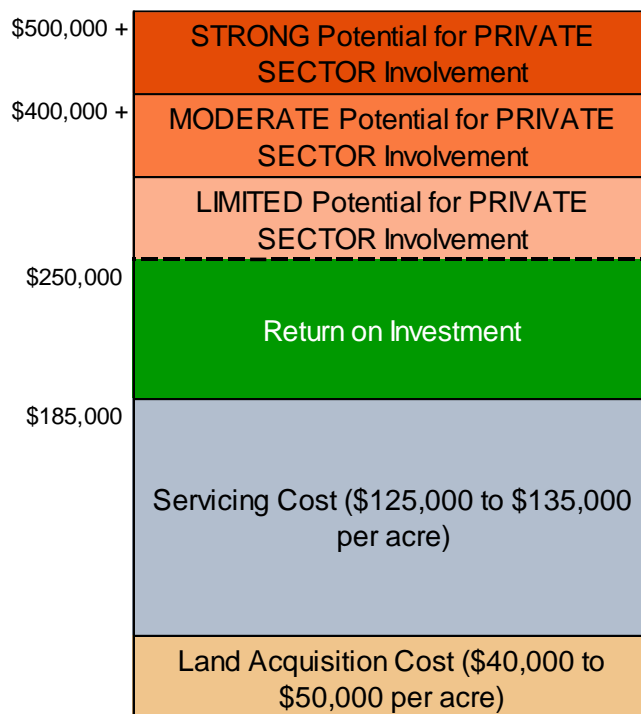 $500,000 +
STRONG Potential for PRIVATE
SECTOR Involvement
$400,000 +
MODERATE Potential for PRIVATE
SECTOR Involvement
LIMITED Potential for PRIVATE
SECTOR Involvement
$250,000
Return on Investment
$185,000
Servicing Cost ($125,000 to $135,000
per acre)
Land Acquisition Cost ($40,000 to
$50,000 per acre)